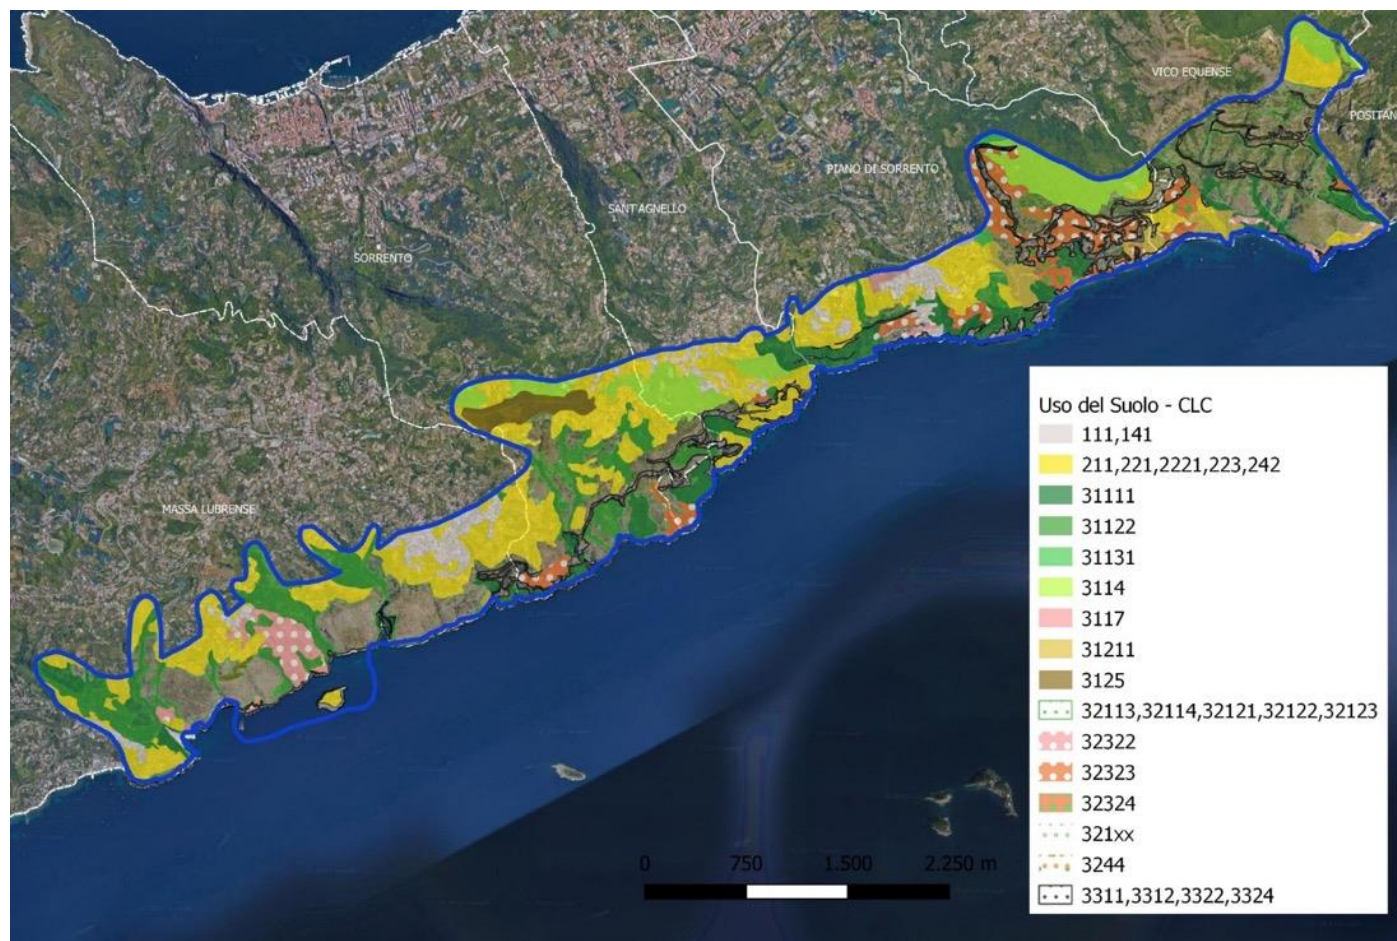 VICO EQUENSE
POSITAN
PIANO DI SORRENTO
SANT'AGNELLO
SORRENTO
MASSA LUBRENSE
Uso del Suolo - CLC
111,141
211,221,2221,223,242
31111
31122
31131
3114
3117
31211
3125
32113,32114,32121,32122,32123
32322
32323
32324
321xx
3244
3311,3312,3322,3324
0 750 1.500 2.250 m